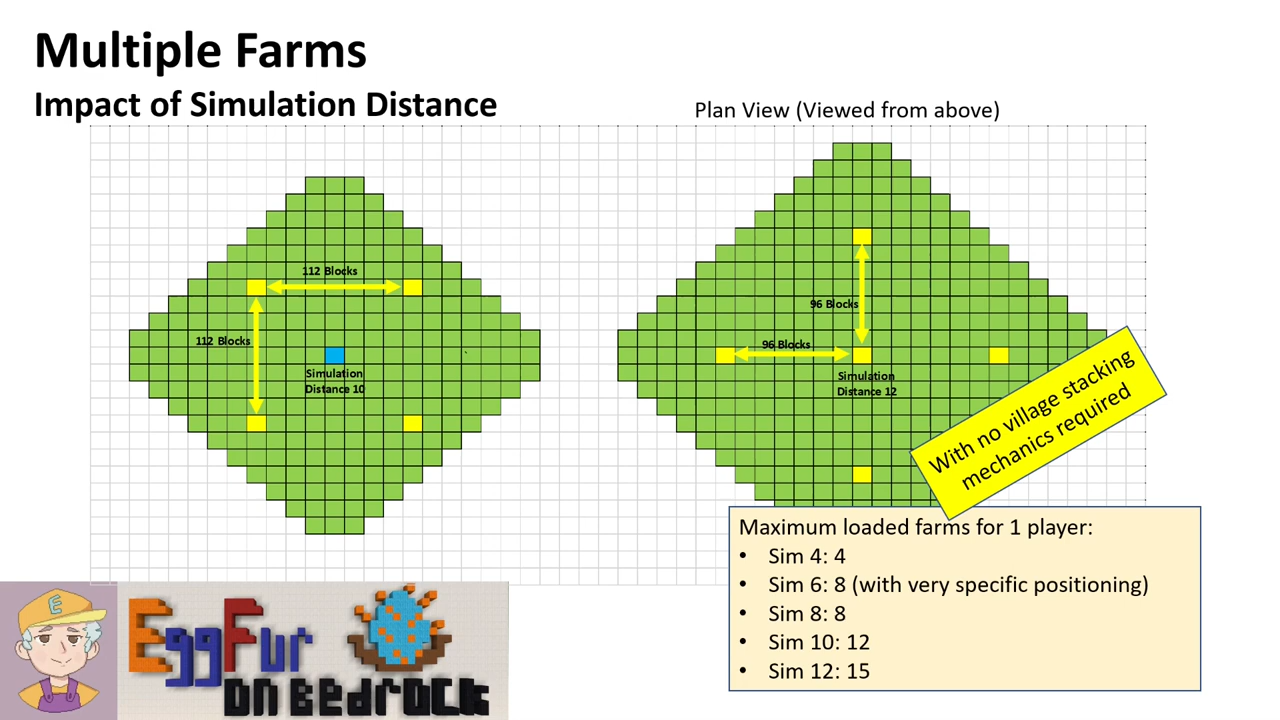 Multiple Farms
Impact of Simulation Distance
Plan View (Viewed from above)
112 Blocks
112 Blocks
Simulation
Distance 10
96 Blocks
96 Blocks
Simulation
Distance 12
With no village stacking
mechanics required
Maximum loaded farms for 1 player:
• Sim 4: 4
• Sim 6: 8 (with very specific positioning)
• Sim 8: 8
• Sim 10: 12
• Sim 12: 15
E
EggFur
on Bedrock